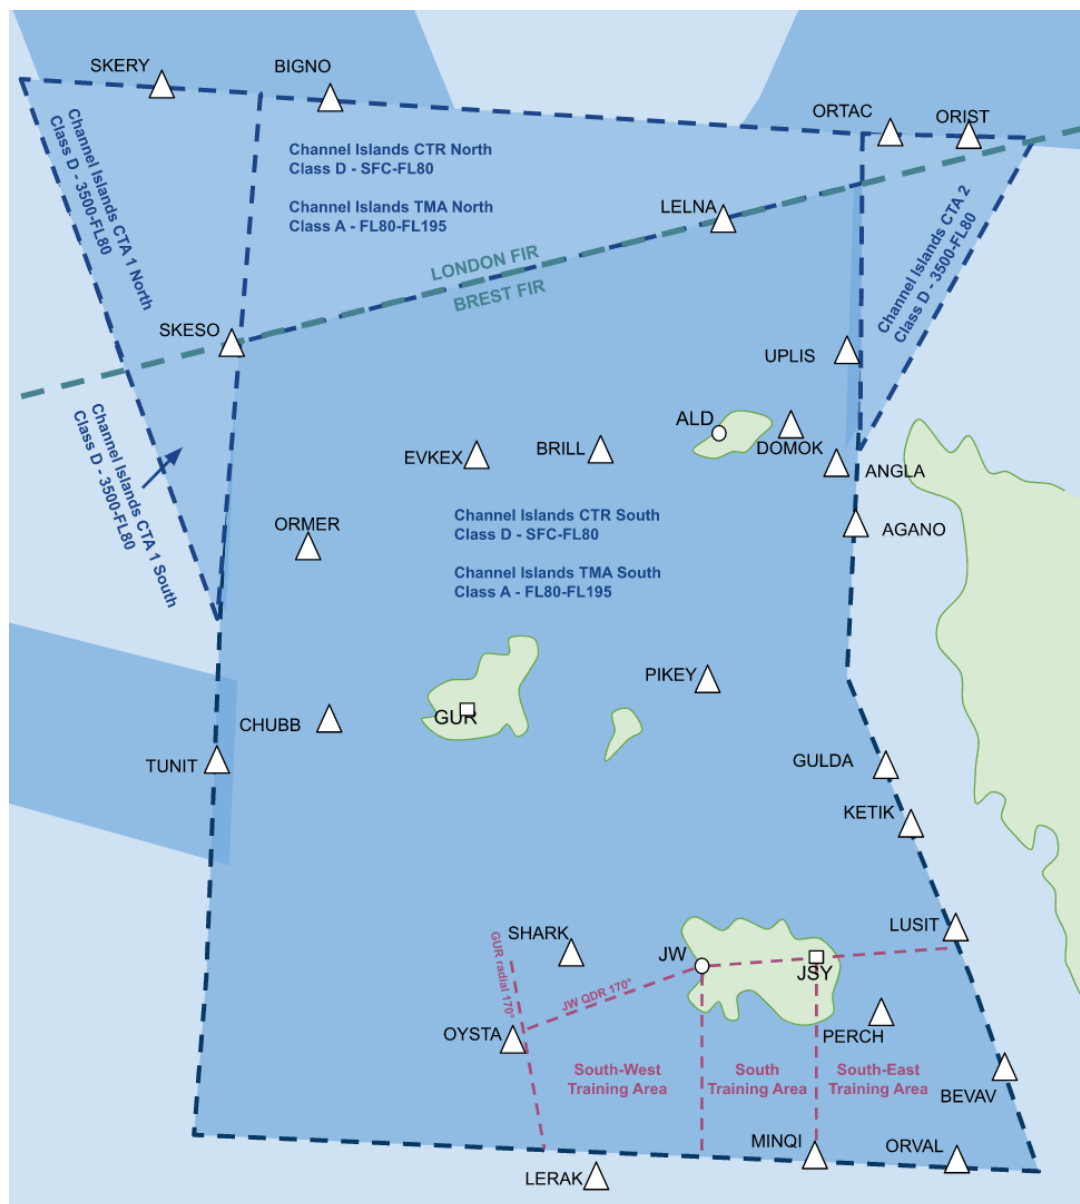 SKERY
BIGNO
ORTAC
ORIST
Channel Islands CTA 1 North
Class D - 3500-FL80
Channel Islands CTR North
Class D - SFC-FL80
Channel Islands TMA North
Class A - FL80-FL195
LELNA
Channel Islands CTA 2
Class D - 3500-FL80
LONDON FIR
BREST FIR
SKESO
UPLIS
Channel Islands CTA 1 South
Class D - 3500-FL80
ALD
EVKEX
BRILL
DOMOK
ANGLA
ORMER
Channel Islands CTR South
Class D - SFC-FL80
AGANO
Channel Islands TMA South
Class A - FL80-FL195
PIKEY
GUR
CHUBB
TUNIT
GULDA
KETIK
LUSIT
SHARK
JW
JSY
GUR radial 170°
JW QDR 170°
OYSTA
PERCH
South-West
Training Area
South
Training Area
South-East
Training Area
BEVAV
MINQI
ORVAL
LERAK